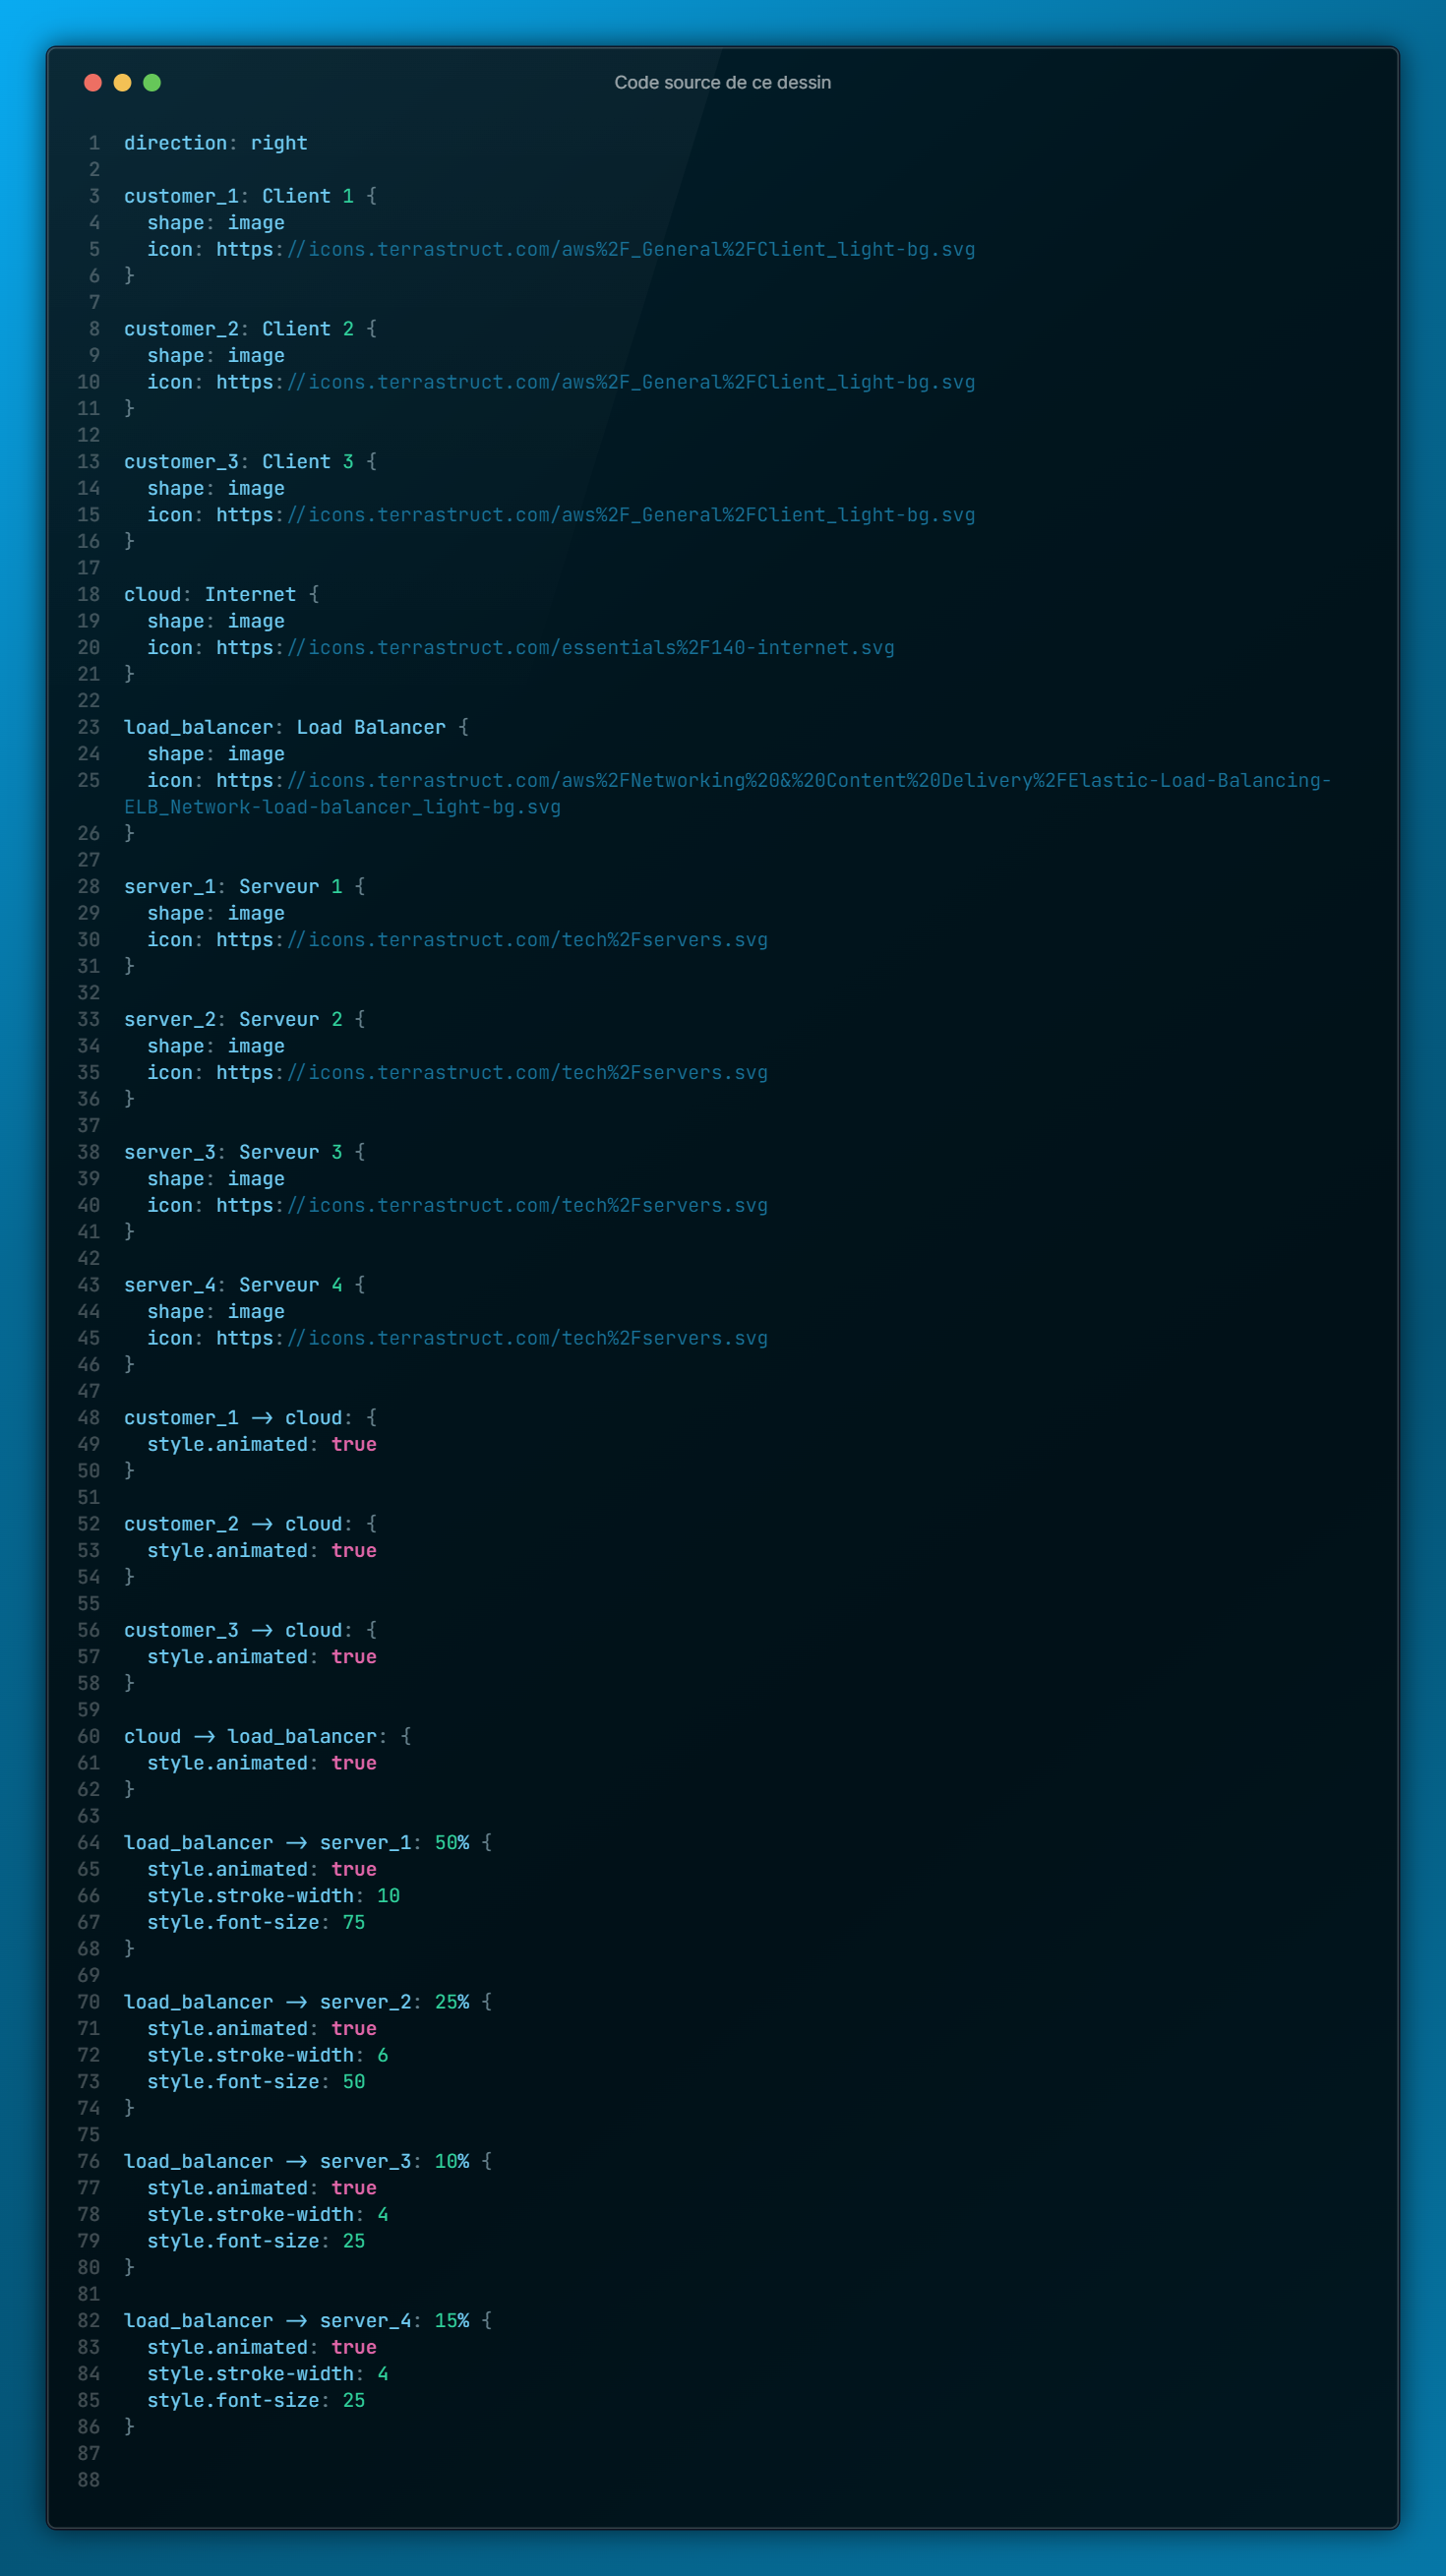 Code source de ce dessin
1 direction: right
2
3 customer_1: Client 1 {
4   shape: image
5   icon: https://icons.terrastruct.com/aws%2F_General%2FClient_light-bg.svg
6 }
7
8 customer_2: Client 2 {
9   shape: image
10   icon: https://icons.terrastruct.com/aws%2F_General%2FClient_light-bg.svg
11 }
12
13 customer_3: Client 3 {
14   shape: image
15   icon: https://icons.terrastruct.com/aws%2F_General%2FClient_light-bg.svg
16 }
17
18 cloud: Internet {
19   shape: image
20   icon: https://icons.terrastruct.com/essentials%2F140-internet.svg
21 }
22
23 load_balancer: Load Balancer {
24   shape: image
25   icon: https://icons.terrastruct.com/aws%2FNetworking%20&%20Content%20Delivery%2FElastic-Load-Balancing-
ELB_Network-load-balancer_light-bg.svg
26 }
27
28 server_1: Serveur 1 {
29   shape: image
30   icon: https://icons.terrastruct.com/tech%2Fservers.svg
31 }
32
33 server_2: Serveur 2 {
34   shape: image
35   icon: https://icons.terrastruct.com/tech%2Fservers.svg
36 }
37
38 server_3: Serveur 3 {
39   shape: image
40   icon: https://icons.terrastruct.com/tech%2Fservers.svg
41 }
42
43 server_4: Serveur 4 {
44   shape: image
45   icon: https://icons.terrastruct.com/tech%2Fservers.svg
46 }
47
48 customer_1 -> cloud: {
49   style.animated: true
50 }
51
52 customer_2 -> cloud: {
53   style.animated: true
54 }
55
56 customer_3 -> cloud: {
57   style.animated: true
58 }
59
60 cloud -> load_balancer: {
61   style.animated: true
62 }
63
64 load_balancer -> server_1: 50% {
65   style.animated: true
66   style.stroke-width: 10
67   style.font-size: 75
68 }
69
70 load_balancer -> server_2: 25% {
71   style.animated: true
72   style.stroke-width: 6
73   style.font-size: 50
74 }
75
76 load_balancer -> server_3: 10% {
77   style.animated: true
78   style.stroke-width: 4
79   style.font-size: 25
80 }
81
82 load_balancer -> server_4: 15% {
83   style.animated: true
84   style.stroke-width: 4
85   style.font-size: 25
86 }
87
88